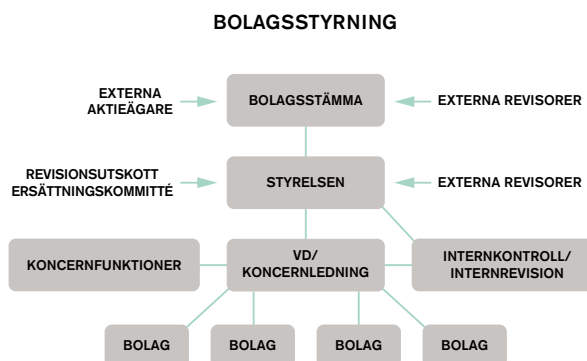 BOLAGSSTYRNING
EXTERNA
AKTIEÄGARE
BOLAGSSTÄMMA
EXTERNA REVISORER
REVISIONSUTSKOTT
ERSÄTTNINGSKOMMITTÉ
STYRELSEN
EXTERNA REVISORER
KONCERNFUNKTIONER
VD/
KONCERNLEDNING
INTERNKONTROLL/
INTERNREVISION
BOLAG
BOLAG
BOLAG
BOLAG